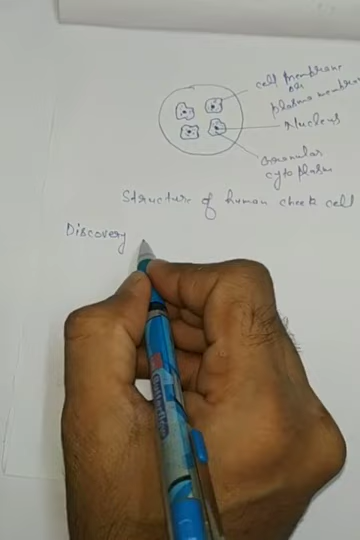 cell membrane
or
plasma membrane
Nucleus
Granular
cytoplasm
Structure of human cheek cell
Discovery